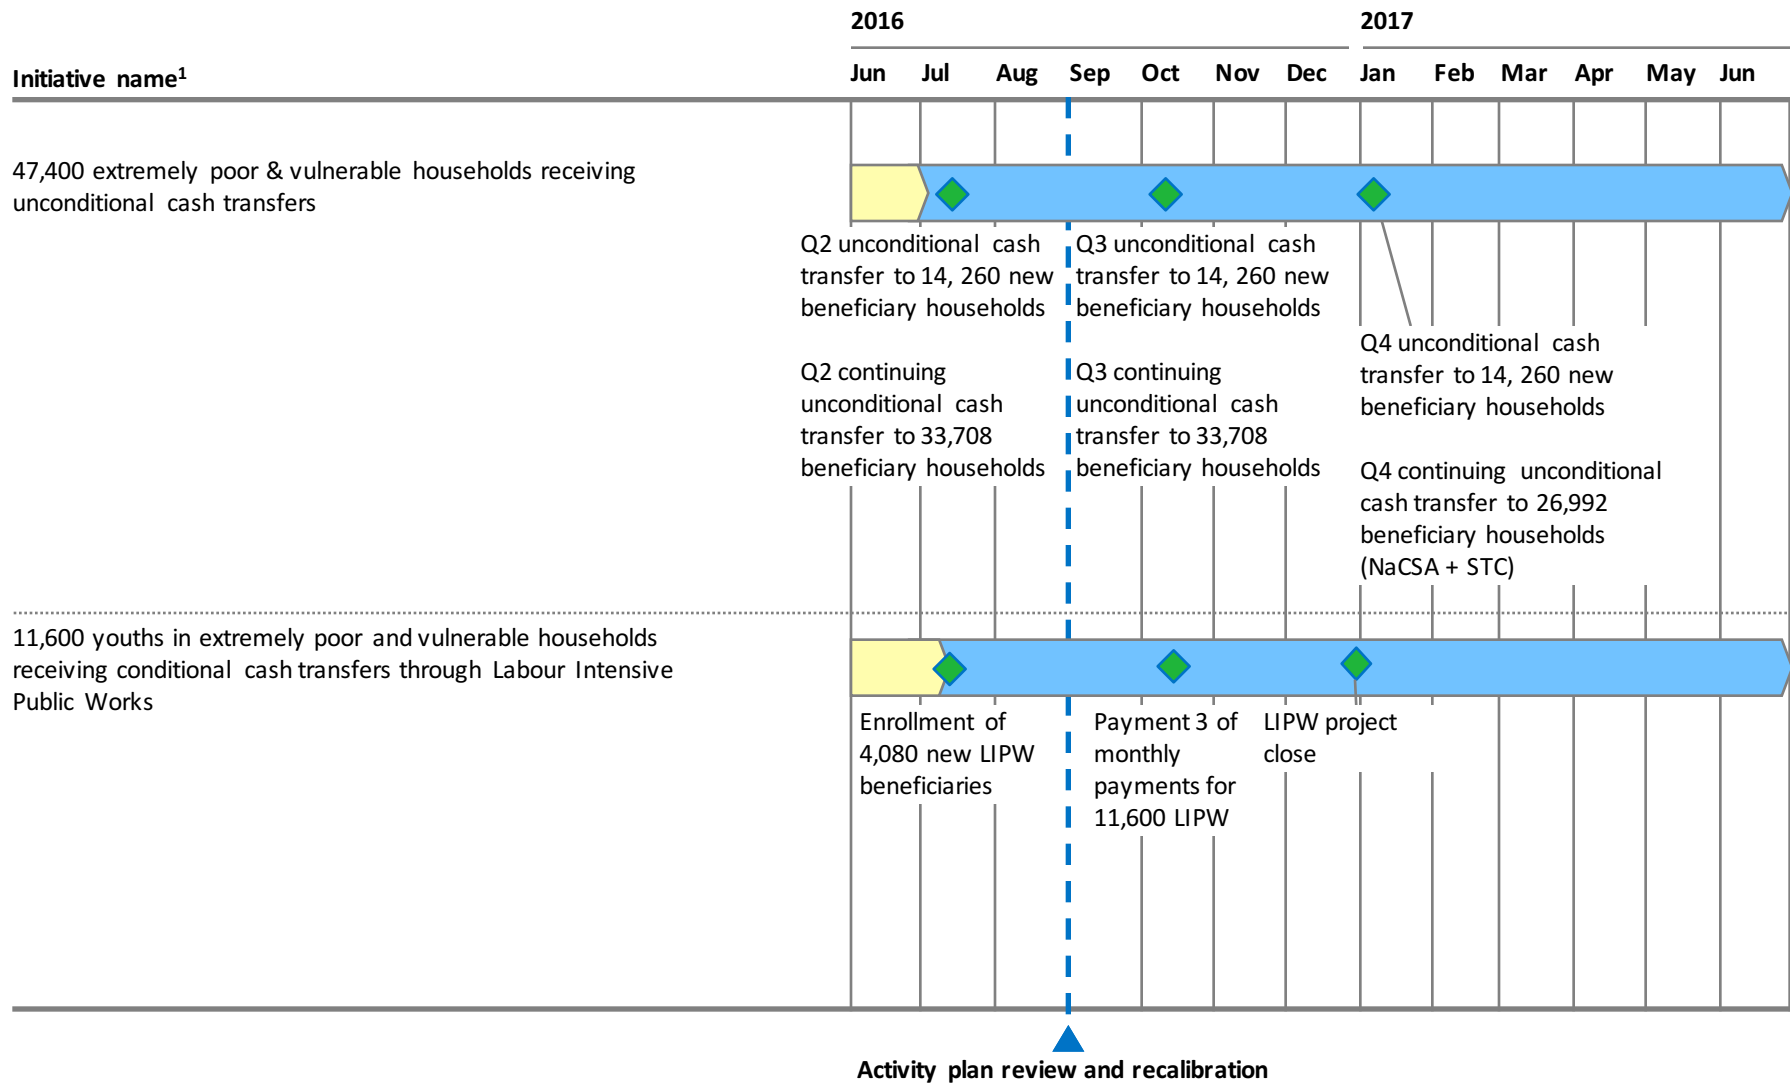 2016
2017
Initiative name1
Jun Jul Aug Sep Oct Nov Dec Jan Feb Mar Apr May Jun
47,400 extremely poor & vulnerable households receiving
unconditional cash transfers
Q2 unconditional cash
transfer to 14, 260 new
beneficiary households
Q2 continuing
unconditional cash
transfer to 33,708
beneficiary households
Q3 unconditional cash
transfer to 14, 260 new
beneficiary households
Q3 continuing
unconditional cash
transfer to 33,708
beneficiary households
Q4 unconditional cash
transfer to 14, 260 new
beneficiary households
Q4 continuing unconditional
cash transfer to 26,992
beneficiary households
(NaCSA + STC)
11,600 youths in extremely poor and vulnerable households
receiving conditional cash transfers through Labour Intensive
Public Works
Enrollment of
4,080 new LIPW
beneficiaries
Payment 3 of
monthly
payments for
11,600 LIPW
LIPW project
close
Activity plan review and recalibration